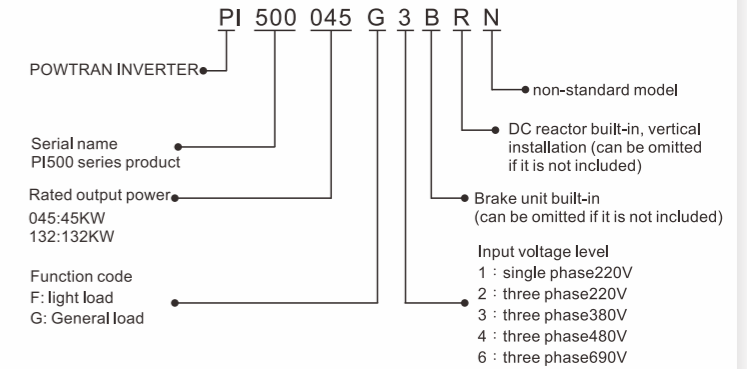 PI 500 045 G 3 B R N
POWTRAN INVERTER
non-standard model
DC reactor built-in, vertical
installation (can be omitted
if it is not included)
Serial name
PI500 series product
Rated output power
045:45KW
132:132KW
Brake unit built-in
(can be omitted if it is not included)
Function code
F: light load
G: General load
Input voltage level
1：single phase220V
2：three phase220V
3：three phase380V
4：three phase480V
6：three phase690V